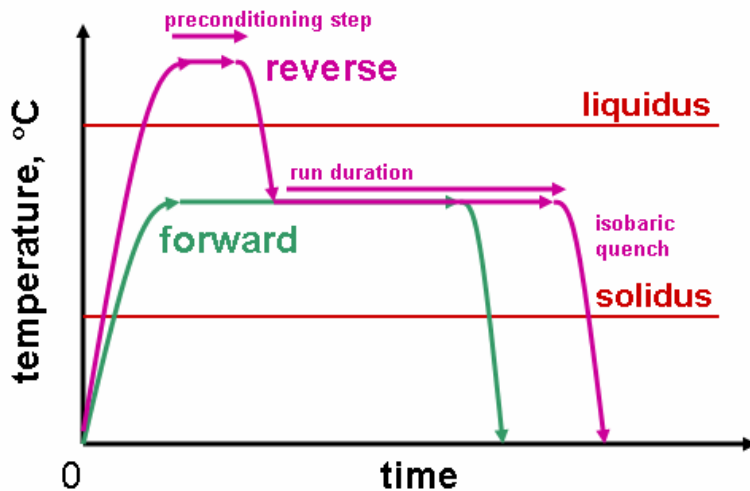 preconditioning step
reverse
liquidus
run duration
forward
isobaric
quench
solidus
temperature, °C
0
time